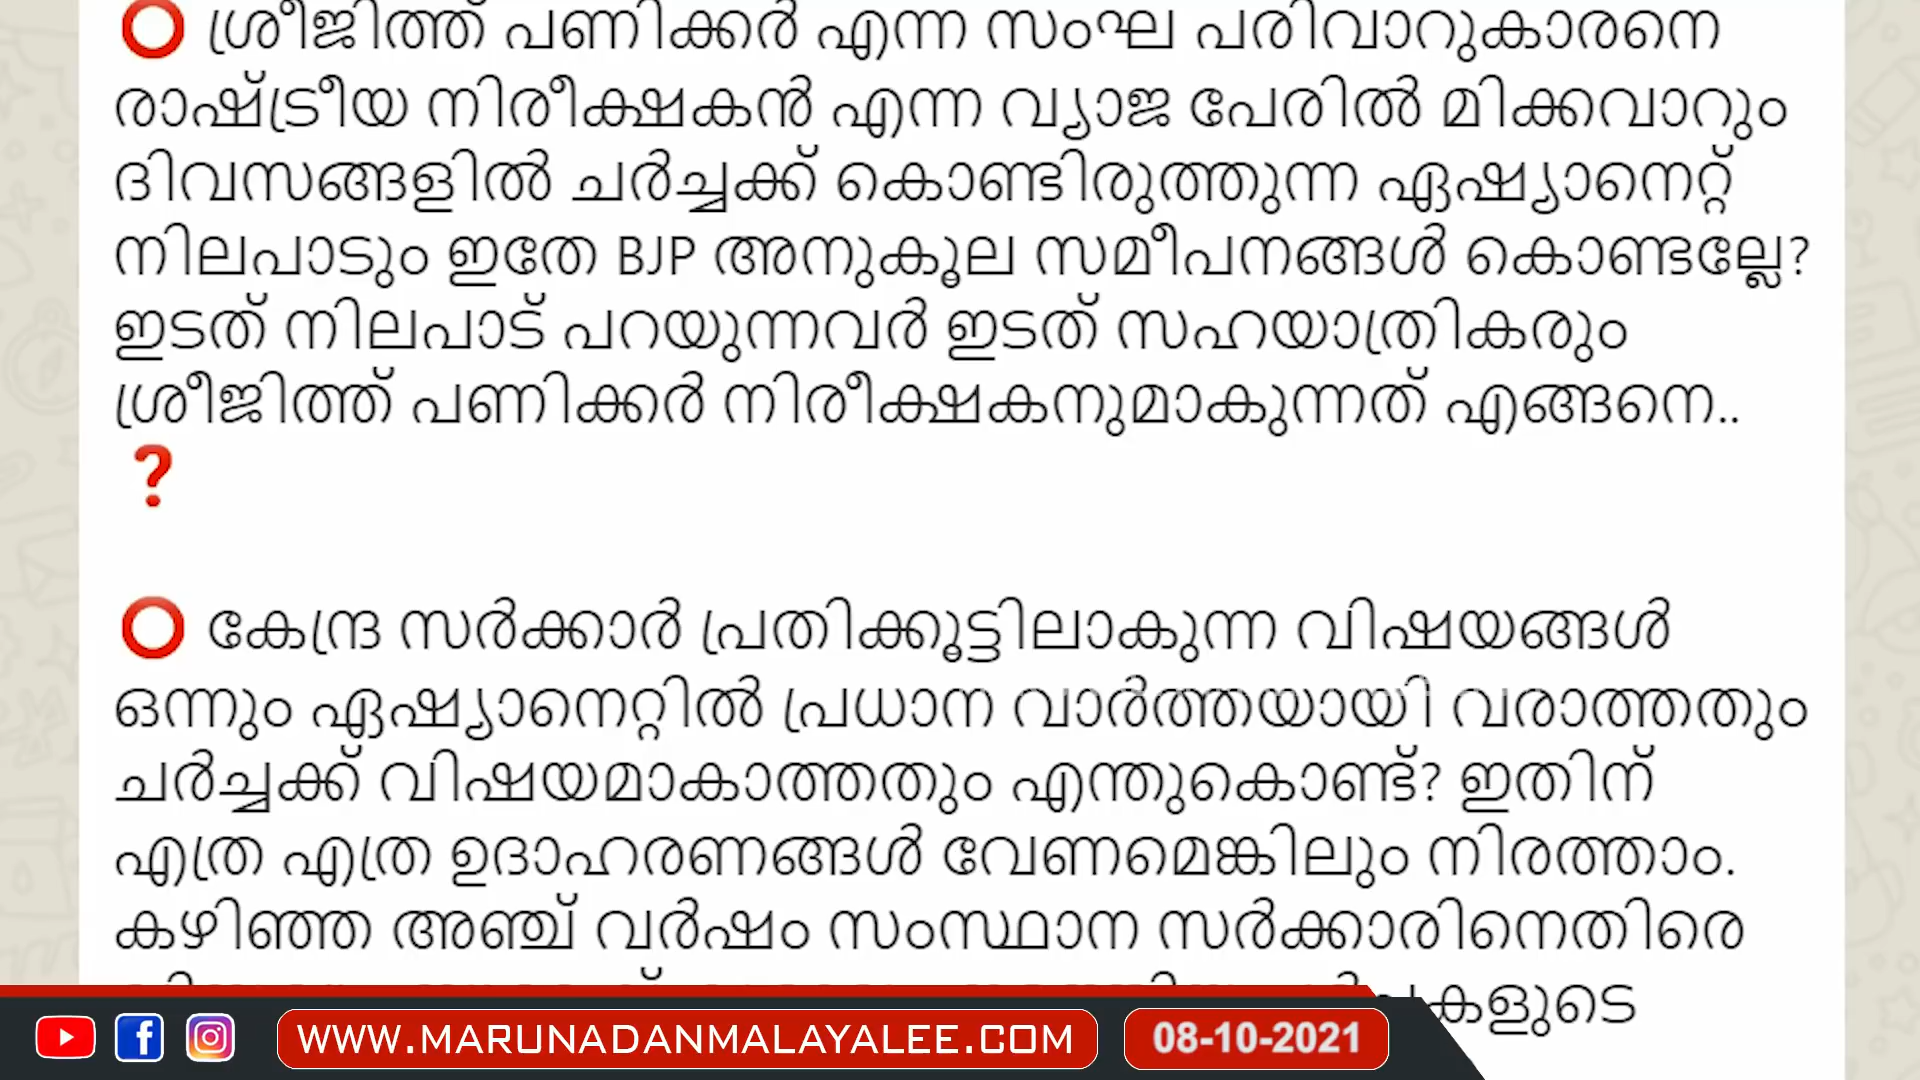 ⭕ ശ്രീജിത്ത് പണിക്കർ എന്ന സംഘ പരിവാറുകാരനെ
രാഷ്ട്രീയ നിരീക്ഷകൻ എന്ന വ്യാജ പേരിൽ മിക്കവാറും
ദിവസങ്ങളിൽ ചർച്ചക്ക് കൊണ്ടിരുത്തുന്ന ഏഷ്യാനെറ്റ്
നിലപാടും ഇതേ BJP അനുകൂല സമീപനങ്ങൾ കൊണ്ടല്ലേ?
ഇടത് നിലപാട് പറയുന്നവർ ഇടത് സഹയാത്രികരും
ശ്രീജിത്ത് പണിക്കർ നിരീക്ഷകനുമാകുന്നത് എങ്ങനെ..
❓
⭕ കേന്ദ്ര സർക്കാർ പ്രതിക്കൂട്ടിലാകുന്ന വിഷയങ്ങൾ
ഒന്നും ഏഷ്യാനെറ്റിൽ പ്രധാന വാർത്തയായി വരാത്തതും
ചർച്ചക്ക് വിഷയമാകാത്തതും എന്തുകൊണ്ട്? ഇതിന്
എത്ര എത്ര ഉദാഹരണങ്ങൾ വേണമെങ്കിലും നിരത്താം.
കഴിഞ്ഞ അഞ്ച് വർഷം സംസ്ഥാന സർക്കാരിനെതിരെ
WWW.MARUNADANMALAYALEE.COM
08-10-2021